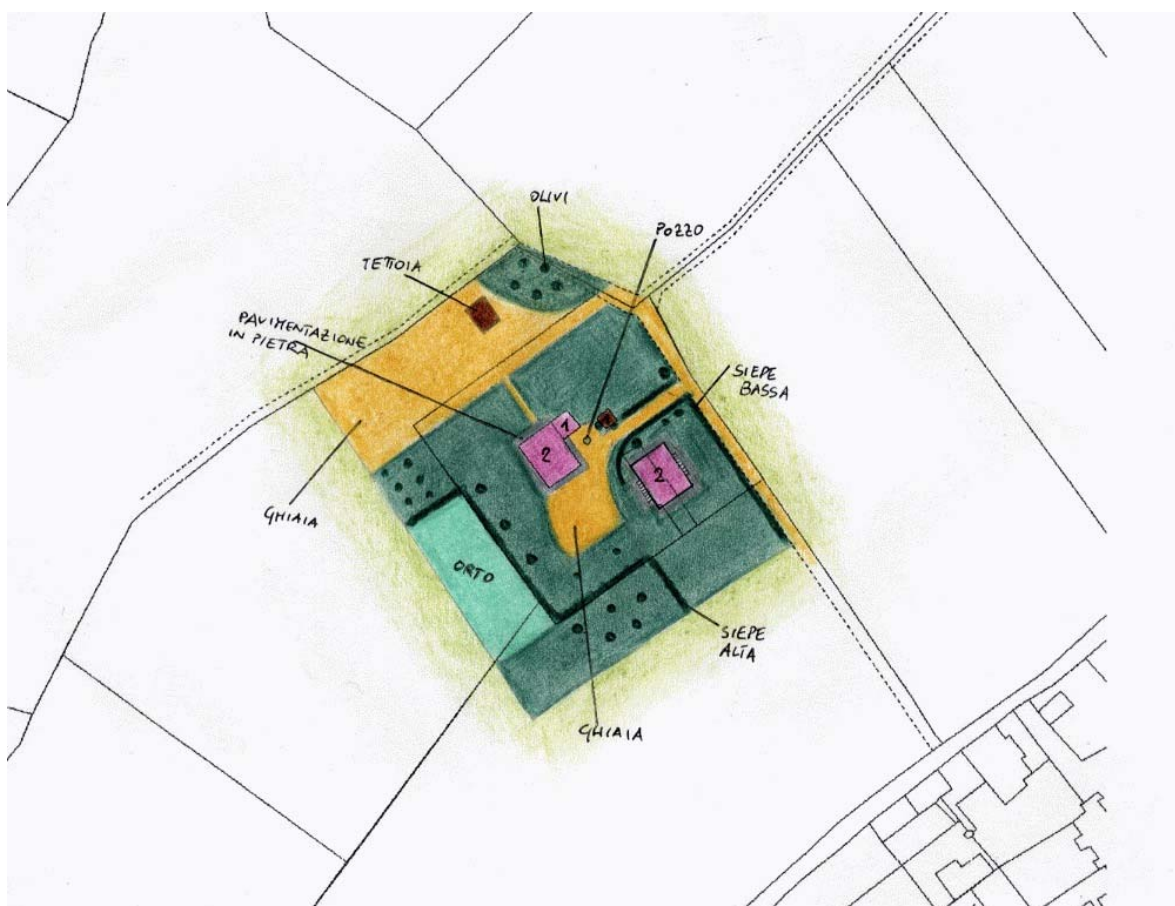 OLIVI
POZZO
TETTOIA
PAVIMENTAZIONE
IN PIETRA
SIEPE
BASSA
1
2
2
GHIAIA
ORTO
SIEPE
ALTA
GHIAIA